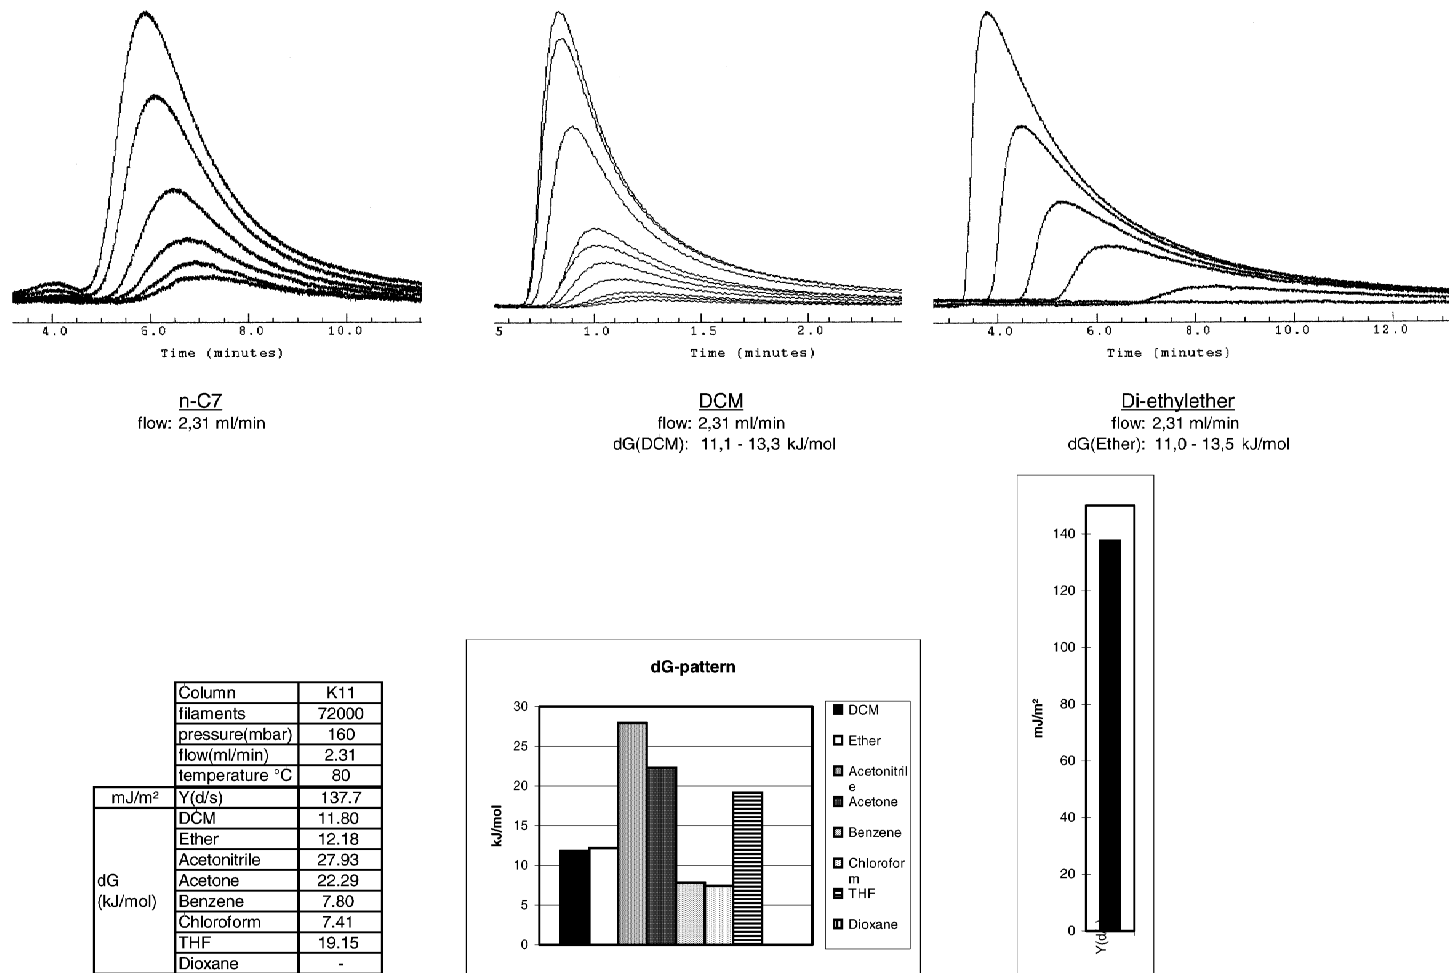 4.0 6.0 8.0 10.0
Time (minutes)
5 1.0 1.5 2.0
Time (minutes)
4.0 6.0 8.0 10.0 12.0
Time (minutes)
n-C7
flow: 2,31 ml/min
DCM
flow: 2,31 ml/min
dG(DCM): 11,1 - 13,3 kJ/mol
Di-ethylether
flow: 2,31 ml/min
dG(Ether): 11,0 - 13,5 kJ/mol
Column K11
filaments 72000
pressure(mbar) 160
flow(ml/min) 2.31
temperature °C 80
mJ/m² Y(d/s) 137.7
dG
(kJ/mol)
DCM 11.80
Ether 12.18
Acetonitrile 27.93
Acetone 22.29
Benzene 7.80
Chloroform 7.41
THF 19.15
Dioxane -
dG-pattern
kJ/mol
30
25
20
15
10
5
0
DCM
Ether
Acetonitril
e
Acetone
Benzene
Chlorofor
m
THF
Dioxane
mJ/m²
140
120
100
80
60
40
20
0